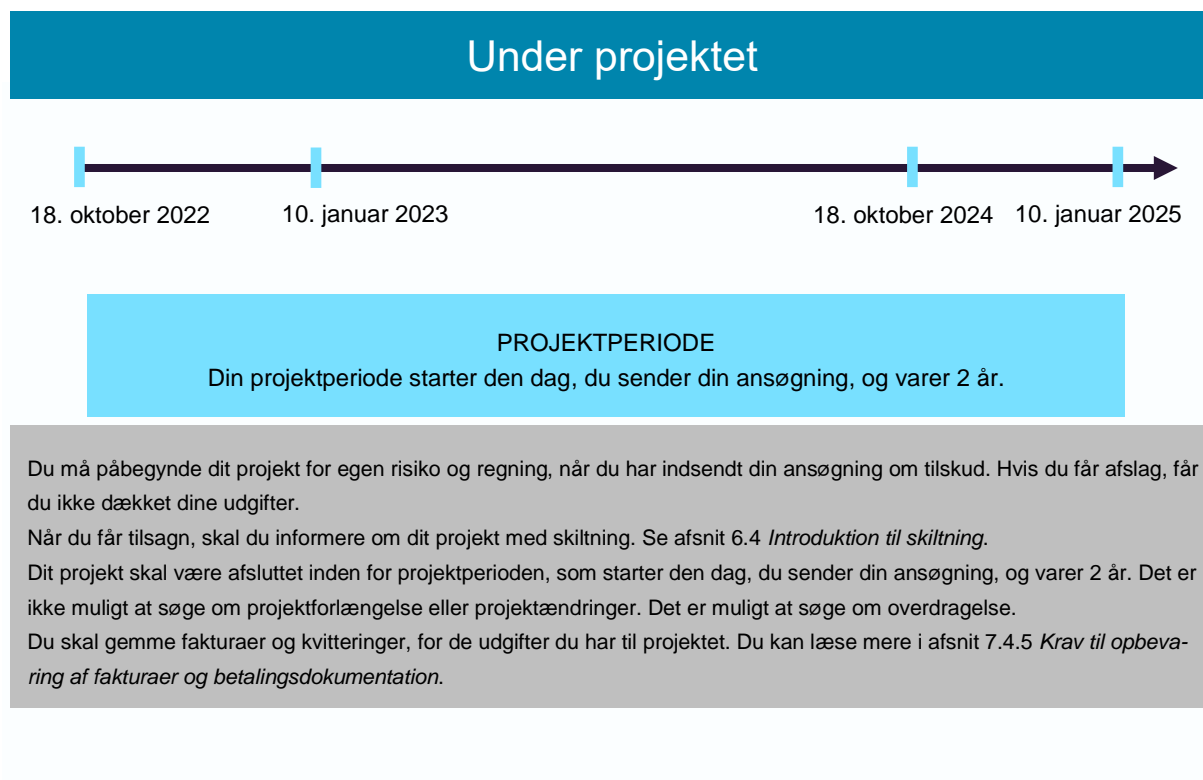 Under projektet
18. oktober 2022
10. januar 2023
18. oktober 2024
10. januar 2025
PROJEKTPERIODE
Din projektperiode starter den dag, du sender din ansøgning, og varer 2 år.
Du må påbegynde dit projekt for egen risiko og regning, når du har indsendt din ansøgning om tilskud. Hvis du får afslag, får
du ikke dækket dine udgifter.
Når du får tilsagn, skal du informere om dit projekt med skiltning. Se afsnit 6.4 Introduktion til skiltning.
Dit projekt skal være afsluttet inden for projektperioden, som starter den dag, du sender din ansøgning, og varer 2 år. Det er
ikke muligt at søge om projektforlængelse eller projektændringer. Det er muligt at søge om overdragelse.
Du skal gemme fakturaer og kvitteringer, for de udgifter du har til projektet. Du kan læse mere i afsnit 7.4.5 Krav til opbeva-
ring af fakturaer og betalingsdokumentation.